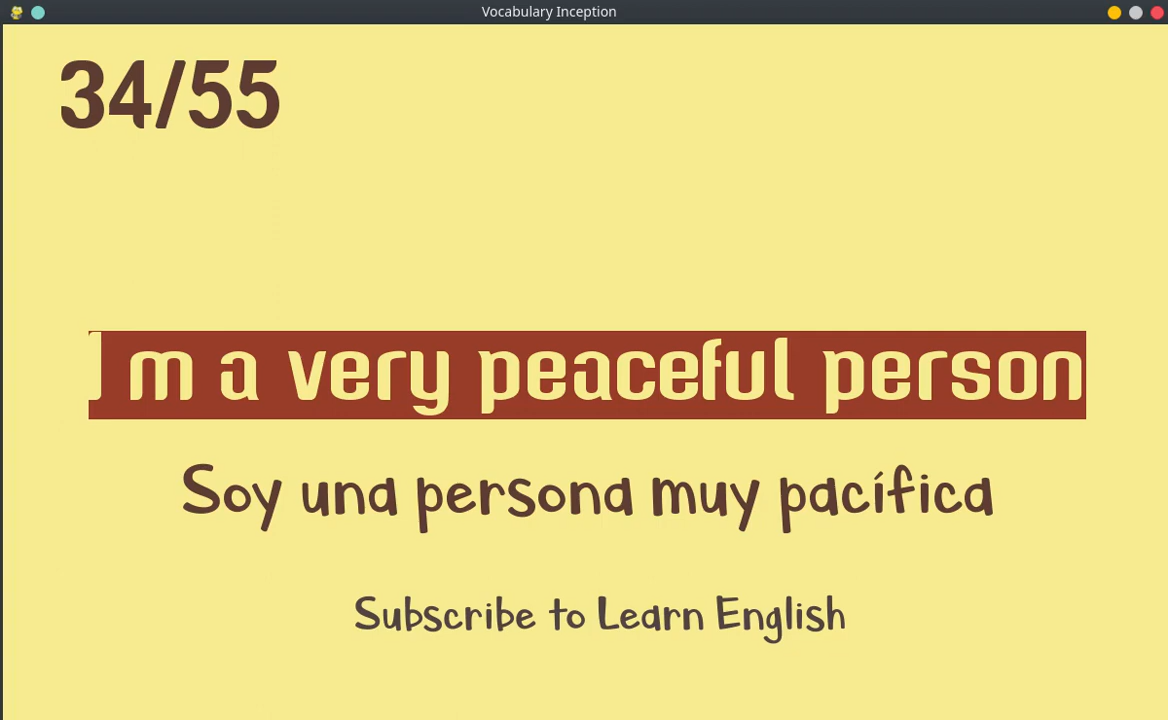 Vocabulary Inception
34/55
I m a very peaceful person
Soy una persona muy pacífica
Subscribe to Learn English